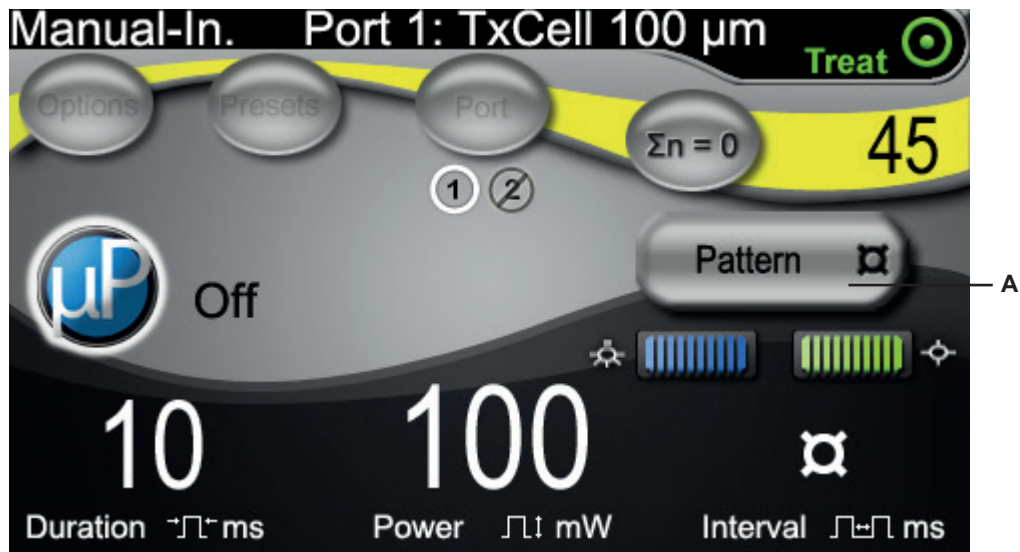 Manual-In. Port 1: TxCell 100 µm
Treat
Options Presets Port Σn = 0 45
1 2
µP Off
Pattern ¤
A
10 100 ¤
Duration ms Power mW Interval ms